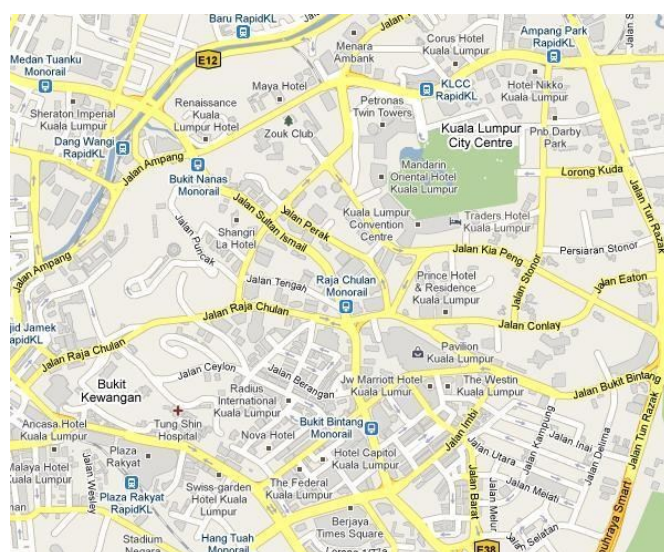 Baru RapidKL
E12
Menara
Ambank
Corus Hotel
Kuala Lumpur
Ampang Park
RapidKL
Medan Tuanku
Monorail
Maya Hotel
KLCC
RapidKL
Hotel Nikko
Kuala Lumpur
Sheraton Imperial
Kuala Lumpur
Renaissance
Kuala
Lumpur Hotel
Petronas
Twin Towers
Zouk Club
Kuala Lumpur
City Centre
Pnb Darby
Park
Dang Wangi
RapidKL
Jalan Ampang
Bukit Nanas
Monorail
Mandarin
Oriental Hotel
Kuala Lumpur
Lorong Kuda
Jalan Tun Razak
Jalan Sultan Ismail
Jalan Perak
Kuala Lumpur
Convention
Centre
Traders Hotel
Kuala Lumpur
Jalan Puncak
Shangri
La Hotel
Jalan Ampang
Jalan Kia Peng
Persiaran Stonor
Jalan Stonor
Jalan Tengah
Raja Chulan
Monorail
Prince Hotel
& Residence
Kuala Lumpur
Jalan Eaton
Jalan Raja Chulan
Jalan Conlay
jid Jamek
RapidKL
Jalan Raja Chulan
Pavilion
Kuala Lumpur
Bukit
Kewangan
Jalan Ceylon
Jalan Berangan
Jw Marriott Hotel
Kuala Lumur
The Westin
Kuala Lumpur
Jalan Bukit Bintang
Radius
International
Kuala Lumpur
Tung Shin
Hospital
Ancasa Hotel
Kuala Lumpur
Nova Hotel
Bukit Bintang
Monorail
Jalan Imbi
Jalan Kampung
Jalan Inai
Jalan Delima
Jalan Tun Razak
Plaza
Rakyat
Hotel Capitol
Kuala Lumpur
Jalan Utara
Malaya Hotel
Kuala Lumpur
Jalan Wesley
Plaza Rakyat
RapidKL
Swiss-garden
Hotel Kuala
Lumpur
The Federal
Kuala Lumpur
Jalan Melati
Jalan Barat
Jalan Melur
Jalan Selatan
Berjaya
Times Square
Stadium
Negara
Hang Tuah
Monorail
E38
uhraya Smart